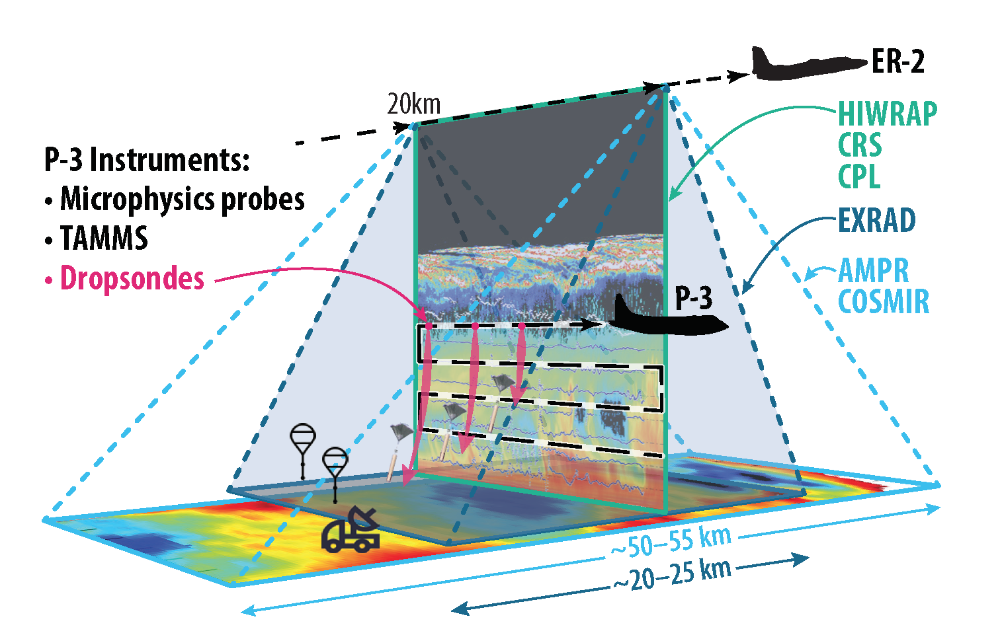 ER-2
20km
HIWRAP
CRS
CPL
P-3 Instruments:
• Microphysics probes
• TAMMS
• Dropsondes
EXRAD
AMPR
COSMIR
P-3
~50–55 km
~20–25 km